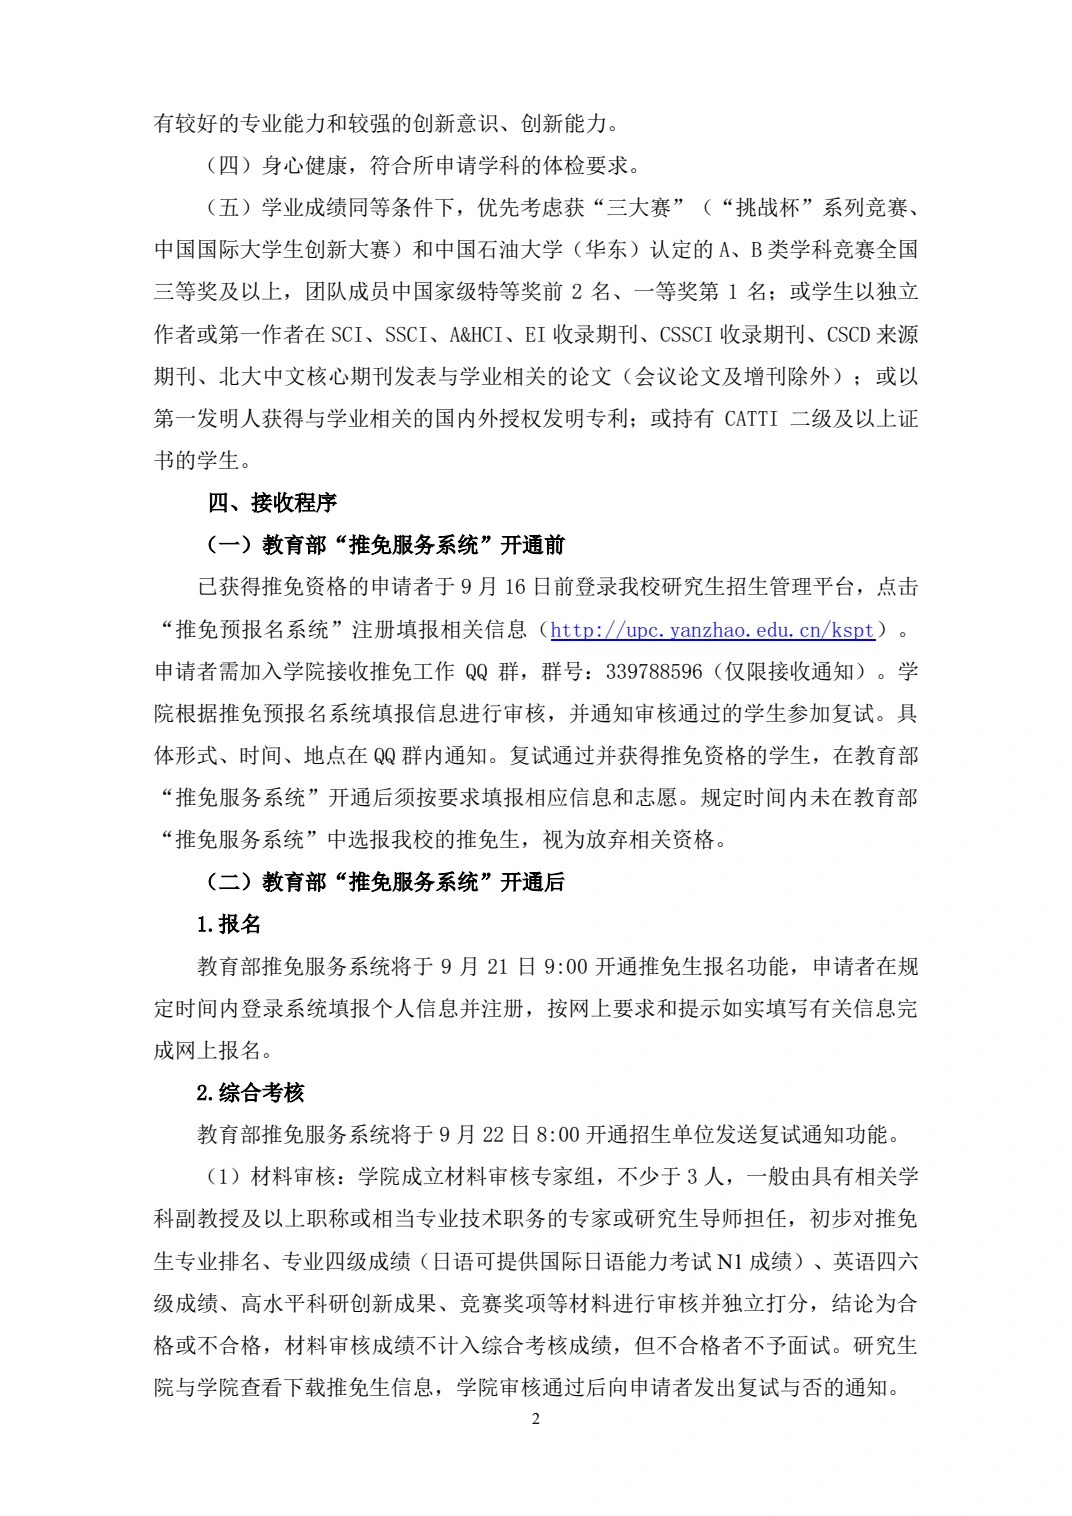 有较好的专业能力和较强的创新意识、创新能力。
（四）身心健康，符合所申请学科的体检要求。
（五）学业成绩同等条件下，优先考虑获“三大赛”（“挑战杯”系列竞赛、
中国国际大学生创新大赛）和中国石油大学（华东）认定的 A、B 类学科竞赛全国
三等奖及以上，团队成员中国家级特等奖前 2 名、一等奖第 1 名；或学生以独立
作者或第一作者在 SCI、SSCI、A&HCI、EI 收录期刊、CSSCI 收录期刊、CSCD 来源
期刊、北大中文核心期刊发表与学业相关的论文（会议论文及增刊除外）；或以
第一发明人获得与学业相关的国内外授权发明专利；或持有 CATTI 二级及以上证
书的学生。
四、接收程序
（一）教育部“推免服务系统”开通前
已获得推免资格的申请者于 9 月 16 日前登录我校研究生招生管理平台，点击
“推免预报名系统”注册填报相关信息（http://upc.yanzhao.edu.cn/kspt）。
申请者需加入学院接收推免工作 QQ 群，群号：339788596（仅限接收通知）。学
院根据推免预报名系统填报信息进行审核，并通知审核通过的学生参加复试。具
体形式、时间、地点在 QQ 群内通知。复试通过并获得推免资格的学生，在教育部
“推免服务系统”开通后须按要求填报相应信息和志愿。规定时间内未在教育部
“推免服务系统”中选报我校的推免生，视为放弃相关资格。
（二）教育部“推免服务系统”开通后
1.报名
教育部推免服务系统将于 9 月 21 日 9:00 开通推免生报名功能，申请者在规
定时间内登录系统填报个人信息并注册，按网上要求和提示如实填写有关信息完
成网上报名。
2.综合考核
教育部推免服务系统将于 9 月 22 日 8:00 开通招生单位发送复试通知功能。
（1）材料审核：学院成立材料审核专家组，不少于 3 人，一般由具有相关学
科副教授及以上职称或相当专业技术职务的专家或研究生导师担任，初步对推免
生专业排名、专业四级成绩（日语可提供国际日语能力考试 N1 成绩）、英语四六
级成绩、高水平科研创新成果、竞赛奖项等材料进行审核并独立打分，结论为合
格或不合格，材料审核成绩不计入综合考核成绩，但不合格者不予面试。研究生
院与学院查看下载推免生信息，学院审核通过后向申请者发出复试与否的通知。
2